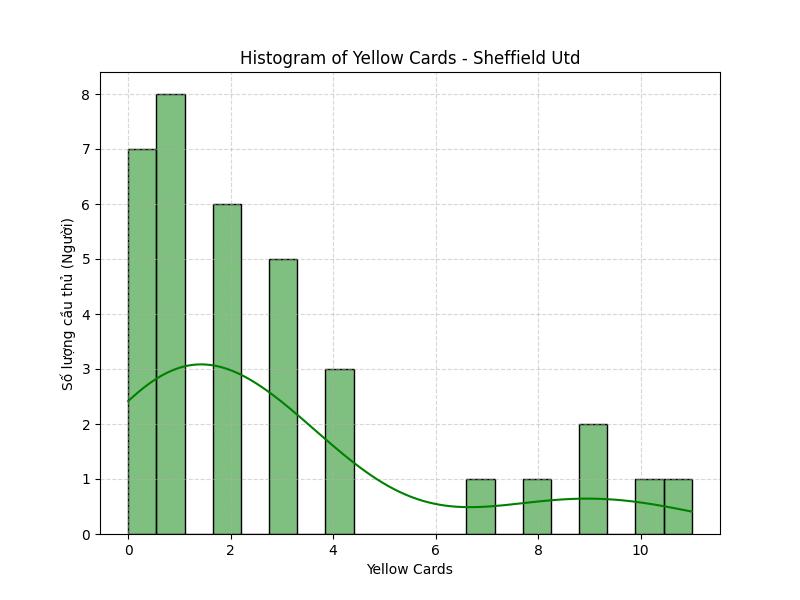 Histogram of Yellow Cards - Sheffield Utd
Số lượng cầu thủ (Người)
8
7
6
5
4
3
2
1
0
0 2 4 6 8 10
Yellow Cards